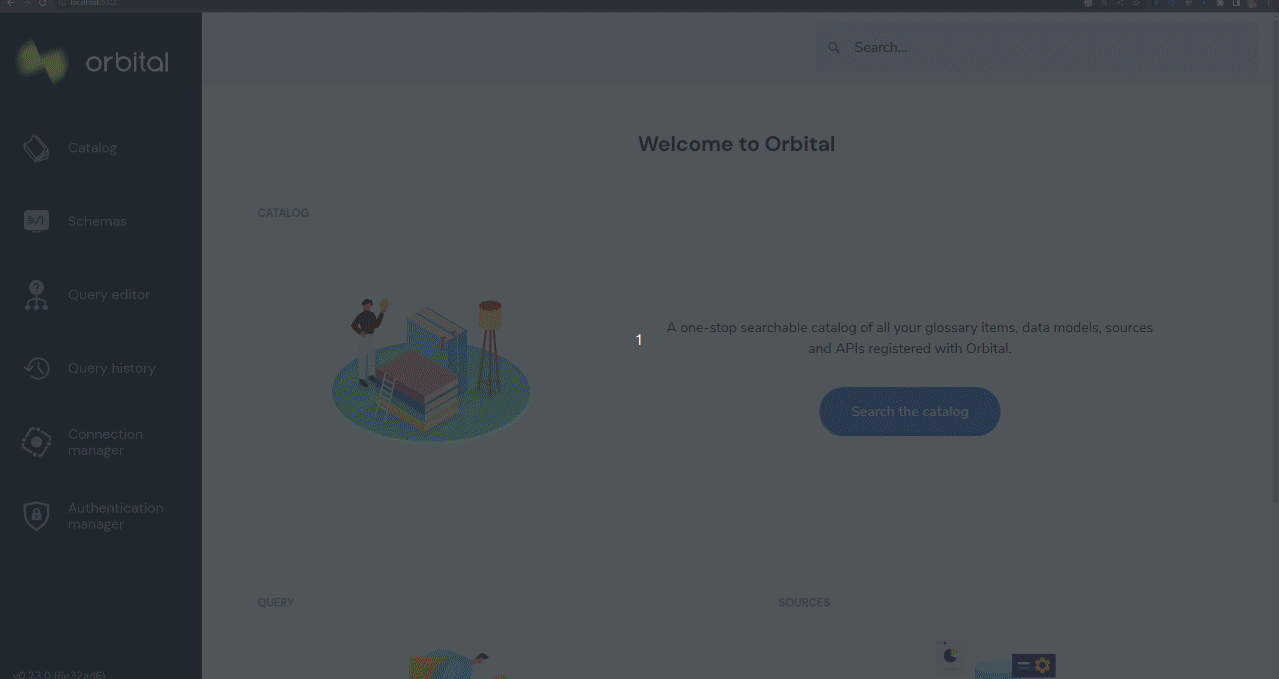 localhost:9022
orbital
Search...
Catalog
Schemas
Query editor
Query history
Connection
manager
Authentication
manager
Welcome to Orbital
CATALOG
1
A one-stop searchable catalog of all your glossary items, data models, sources
and APIs registered with Orbital.
Search the catalog
QUERY
SOURCES
v0.23.0 (6e32ad6)